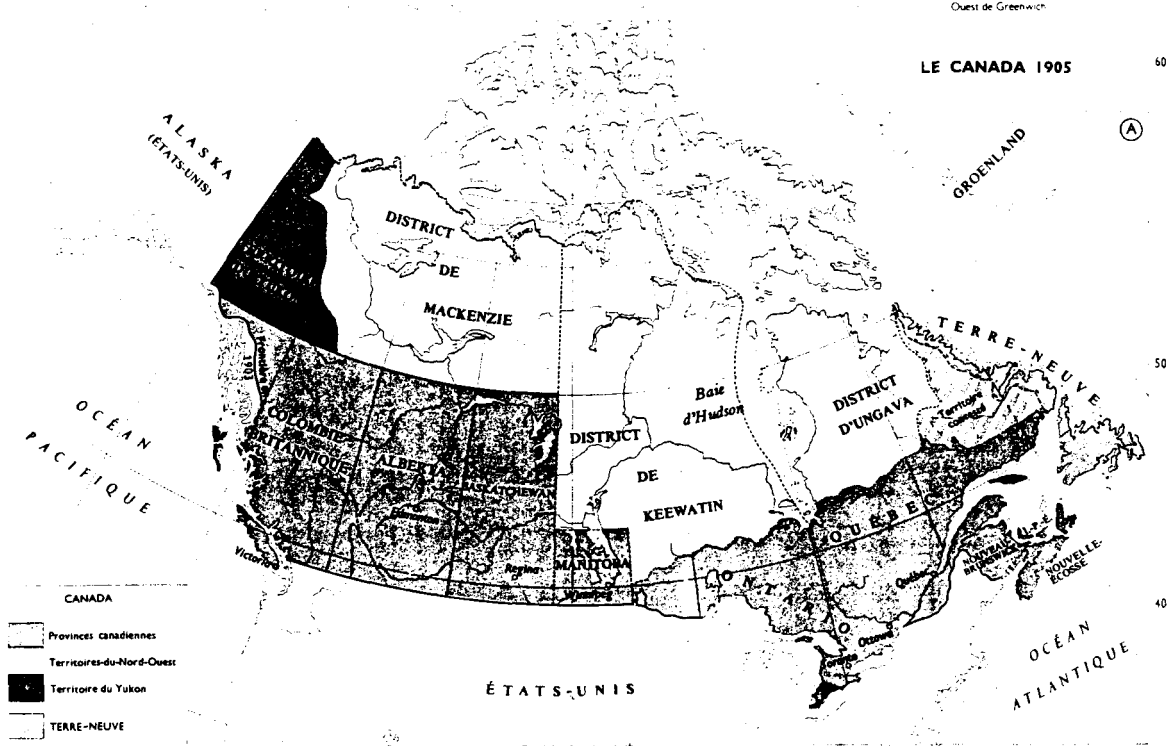 Ouest de Greenwich
LE CANADA 1905
60
A
ALASKA
(ÉTATS-UNIS)
GROENLAND
DISTRICT
DE
MACKENZIE
TERRE-NEUVE
50
OCÉAN
PACIFIQUE
1903
Baie
d'Hudson
DISTRICT
D'UNGAVA
Territoire
COLOMBIE
BRITANNIQUE
ALBERTA
SASKATCHEWAN
DISTRICT
DE
KEEWATIN
MANITOBA
Edmonton
Regina
Winnipeg
Victoria
ONTARIO
QUÉBEC
Québec
Ottawa
Toronto
NOUVEAU-
BRUNSWICK
Î.-P.-É.
NOUVELLE-
ÉCOSSE
40
CANADA
Provinces canadiennes
Territoires-du-Nord-Ouest
Territoire du Yukon
TERRE-NEUVE
ÉTATS-UNIS
OCÉAN
ATLANTIQUE